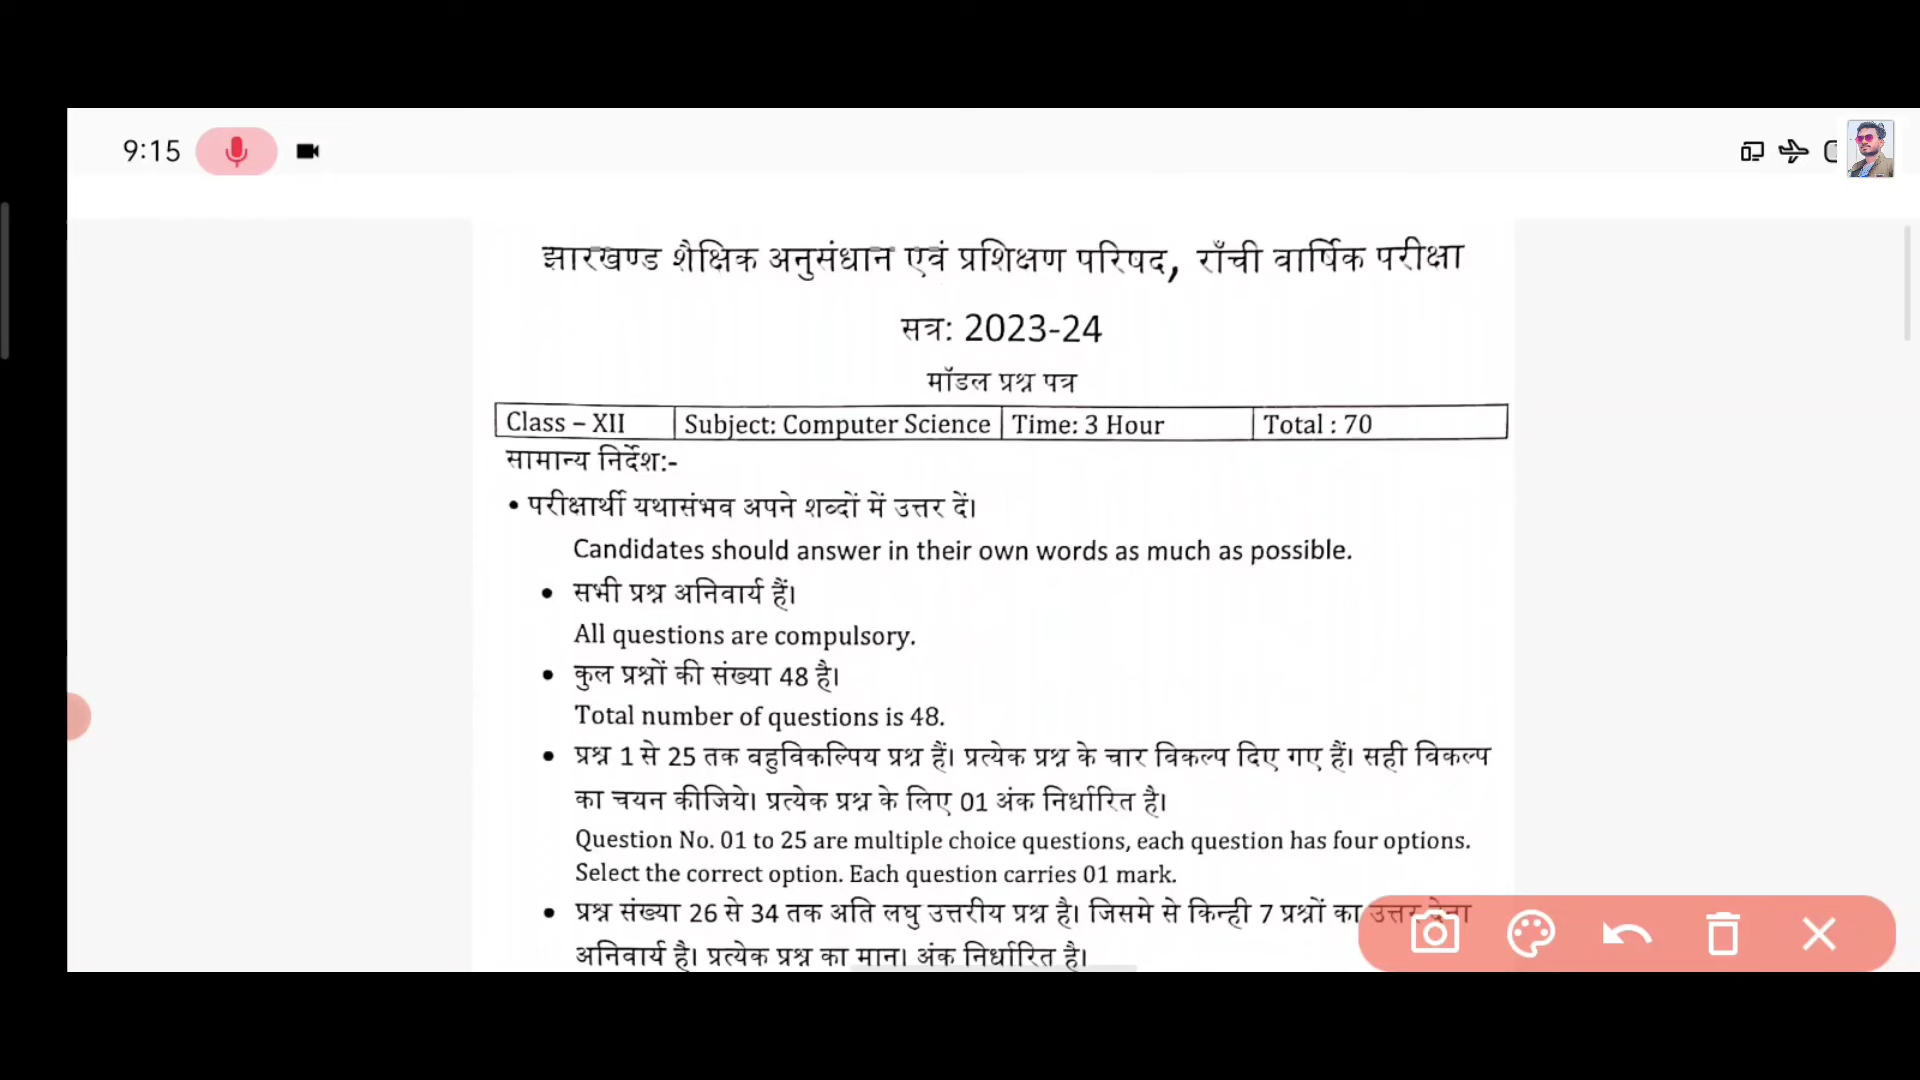 9:15
झारखण्ड शैक्षिक अनुसंधान एवं प्रशिक्षण परिषद, राँची वार्षिक परीक्षा
सत्र: 2023-24
मॉडल प्रश्न पत्र
Class – XII Subject: Computer Science Time: 3 Hour Total : 70
सामान्य निर्देश:-
• परीक्षार्थी यथासंभव अपने शब्दों में उत्तर दें।
Candidates should answer in their own words as much as possible.
• सभी प्रश्न अनिवार्य हैं।
All questions are compulsory.
• कुल प्रश्नों की संख्या 48 है।
Total number of questions is 48.
• प्रश्न 1 से 25 तक वहुविकल्पिय प्रश्न हैं। प्रत्येक प्रश्न के चार विकल्प दिए गए हैं। सही विकल्प
का चयन कीजिये। प्रत्येक प्रश्न के लिए 01 अंक निर्धारित है।
Question No. 01 to 25 are multiple choice questions, each question has four options.
Select the correct option. Each question carries 01 mark.
• प्रश्न संख्या 26 से 34 तक अति लघु उत्तरीय प्रश्न है। जिसमे से किन्ही 7 प्रश्नों का उत्तर देना
अनिवार्य है। प्रत्येक प्रश्न का मान। अंक निर्धारित है।